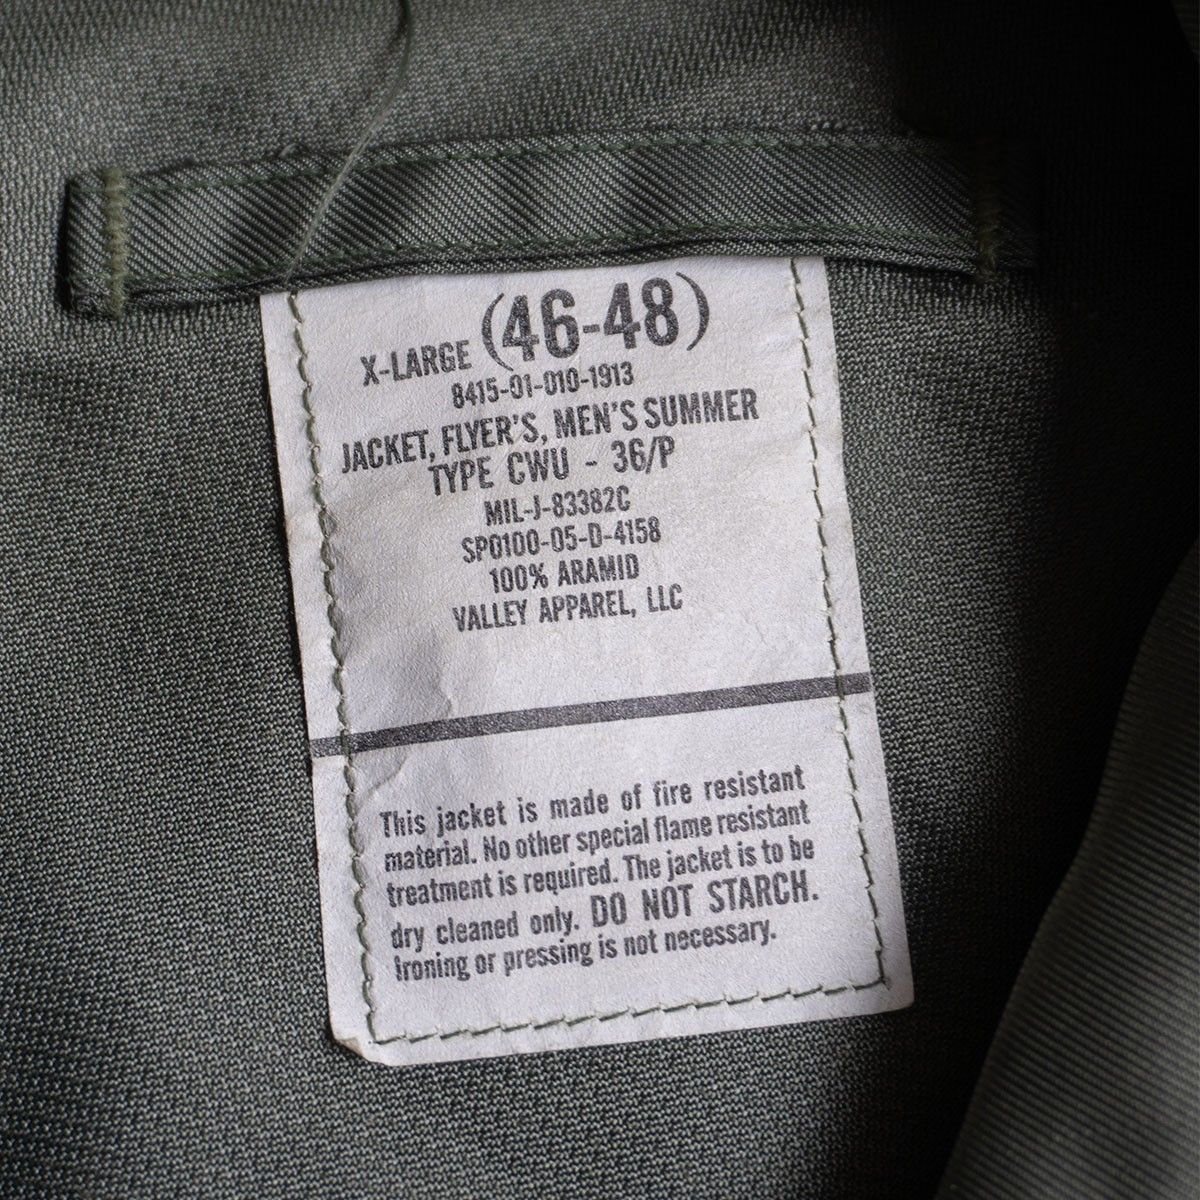 X-LARGE (46-48)
8415-01-010-1913
JACKET, FLYER'S, MEN'S SUMMER
TYPE CWU - 36/P
MIL-J-83382C
SP0100-05-D-4158
100% ARAMID
VALLEY APPAREL, LLC
This jacket is made of fire resistant
material. No other special flame resistant
treatment is required. The jacket is to be
dry cleaned only. DO NOT STARCH.
Ironing or pressing is not necessary.